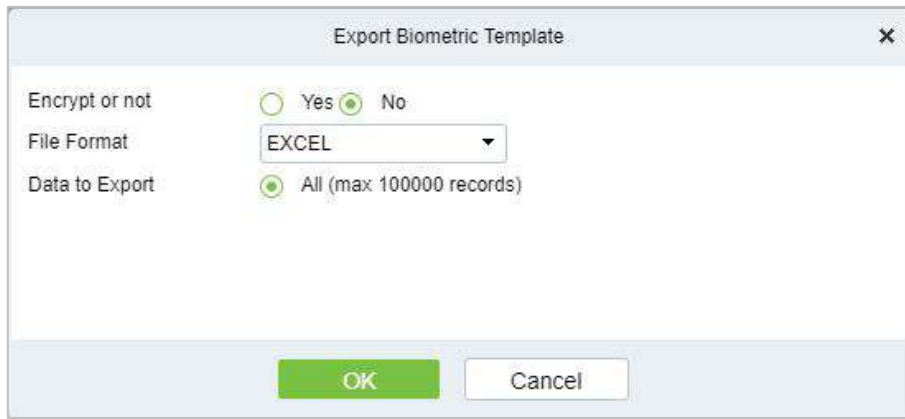 Export Biometric Template
Encrypt or not Yes No
File Format EXCEL
Data to Export All (max 100000 records)
OK Cancel